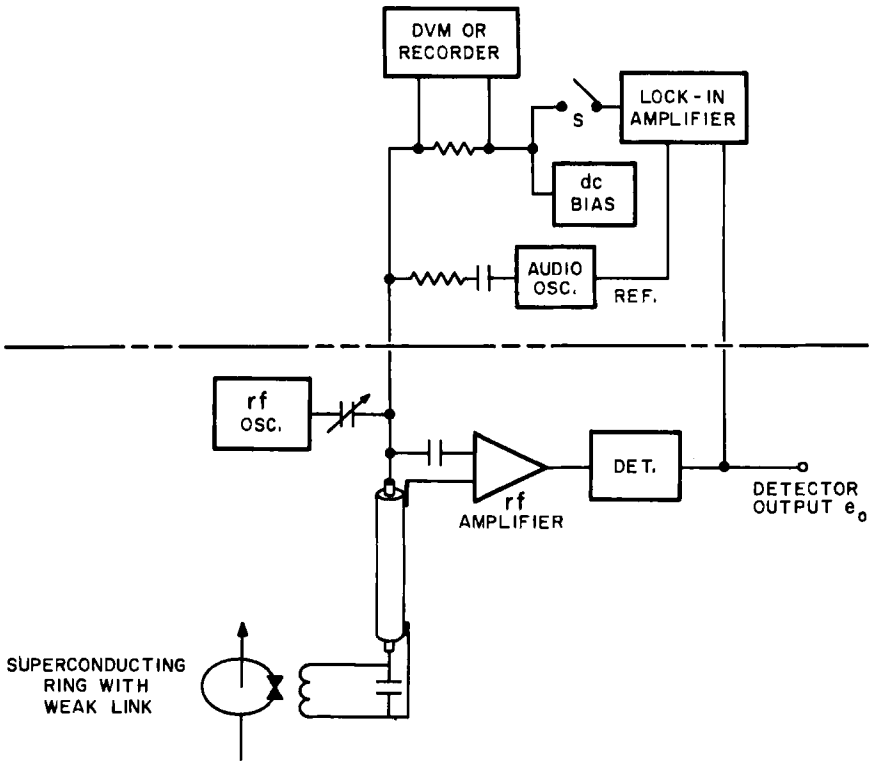 DVM OR
RECORDER
S
LOCK-IN
AMPLIFIER
dc
BIAS
AUDIO
OSC.
REF.
rf
OSC.
rf
AMPLIFIER
DET.
DETECTOR
OUTPUT e₀
SUPERCONDUCTING
RING WITH
WEAK LINK